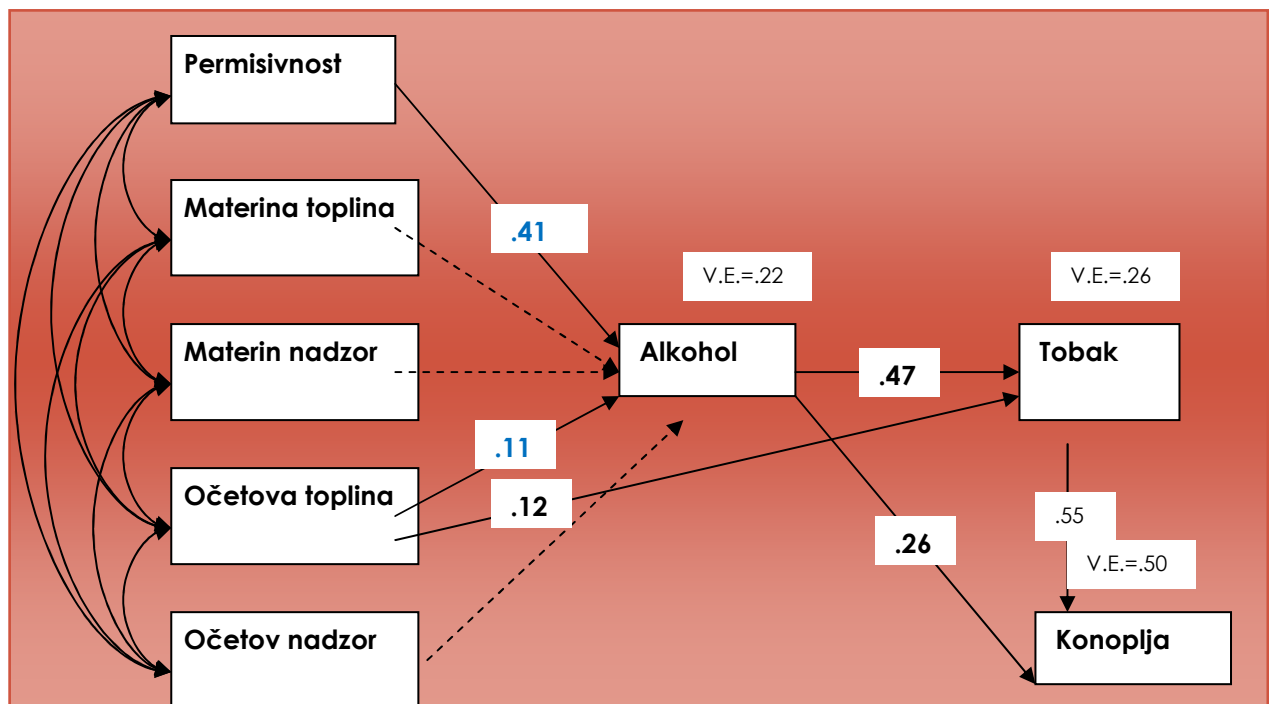 Permisivnost
Materina toplina
.41
V.E.=.22
V.E.=.26
Materin nadzor
Alkohol
.47
Tobak
Očetova toplina
.11
.12
.26
.55
V.E.=.50
Očetov nadzor
Konoplja